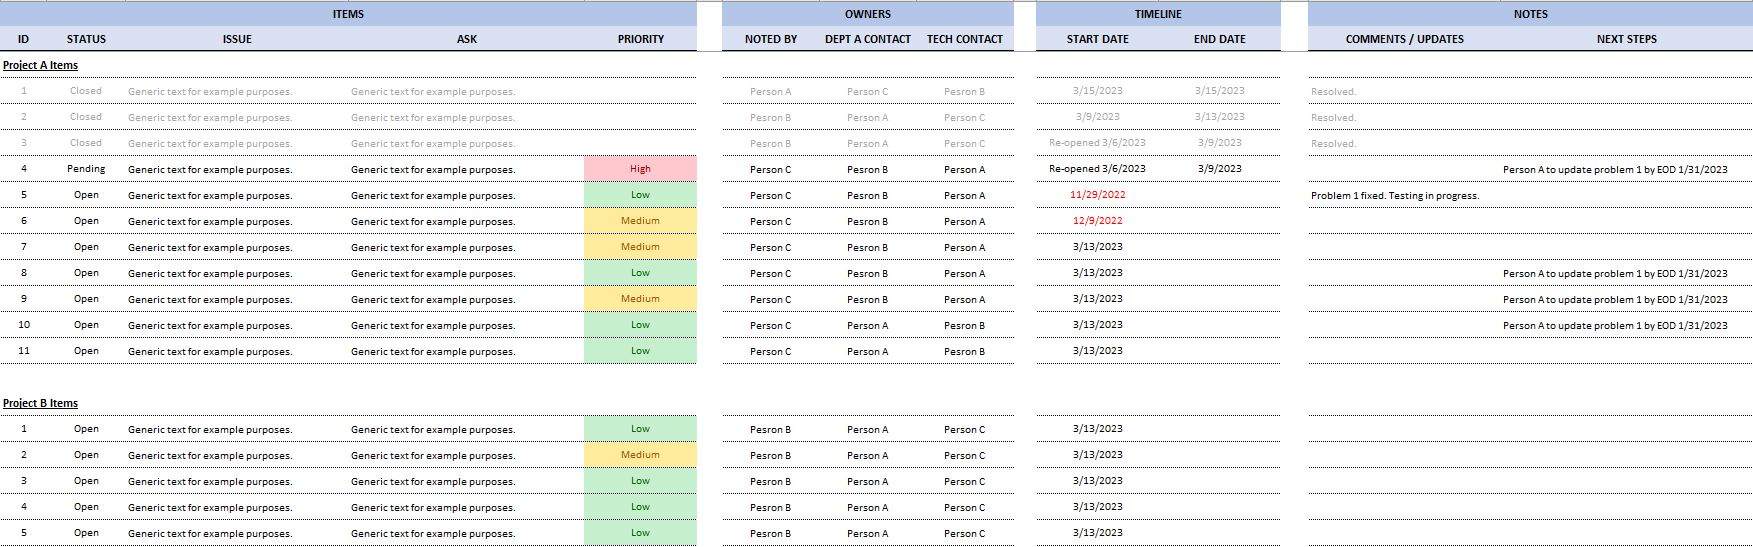 ITEMS OWNERS TIMELINE NOTES
ID STATUS ISSUE ASK PRIORITY NOTED BY DEPT A CONTACT TECH CONTACT START DATE END DATE COMMENTS / UPDATES NEXT STEPS
Project A Items
1 Closed Generic text for example purposes. Generic text for example purposes. Person A Person C Pesron B 3/15/2023 3/15/2023 Resolved.
2 Closed Generic text for example purposes. Generic text for example purposes. Pesron B Person A Person C 3/9/2023 3/13/2023 Resolved.
3 Closed Generic text for example purposes. Generic text for example purposes. Pesron B Person A Person C Re-opened 3/6/2023 3/9/2023 Resolved.
4 Pending Generic text for example purposes. Generic text for example purposes. High Person C Pesron B Person A Re-opened 3/6/2023 3/9/2023 Person A to update problem 1 by EOD 1/31/2023
5 Open Generic text for example purposes. Generic text for example purposes. Low Person C Pesron B Person A 11/29/2022 Problem 1 fixed. Testing in progress.
6 Open Generic text for example purposes. Generic text for example purposes. Medium Person C Pesron B Person A 12/9/2022
7 Open Generic text for example purposes. Generic text for example purposes. Medium Person C Pesron B Person A 3/13/2023
8 Open Generic text for example purposes. Generic text for example purposes. Low Person C Pesron B Person A 3/13/2023 Person A to update problem 1 by EOD 1/31/2023
9 Open Generic text for example purposes. Generic text for example purposes. Medium Person C Pesron B Person A 3/13/2023 Person A to update problem 1 by EOD 1/31/2023
10 Open Generic text for example purposes. Generic text for example purposes. Low Person C Person A Pesron B 3/13/2023 Person A to update problem 1 by EOD 1/31/2023
11 Open Generic text for example purposes. Generic text for example purposes. Low Person C Person A Pesron B 3/13/2023
Project B Items
1 Open Generic text for example purposes. Generic text for example purposes. Low Pesron B Person A Person C 3/13/2023
2 Open Generic text for example purposes. Generic text for example purposes. Medium Pesron B Person A Person C 3/13/2023
3 Open Generic text for example purposes. Generic text for example purposes. Low Pesron B Person A Person C 3/13/2023
4 Open Generic text for example purposes. Generic text for example purposes. Low Pesron B Person A Person C 3/13/2023
5 Open Generic text for example purposes. Generic text for example purposes. Low Pesron B Person A Person C 3/13/2023